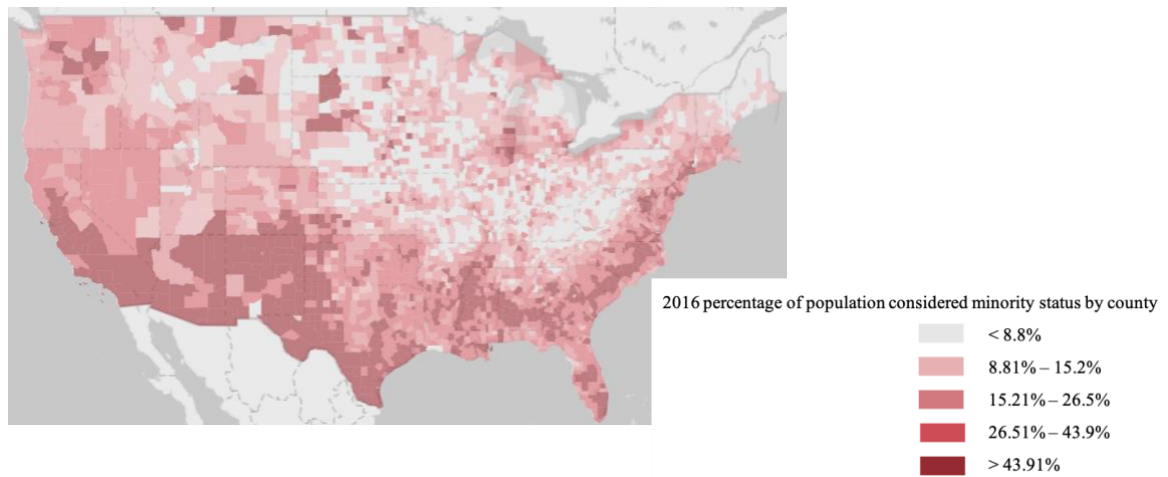 2016 percentage of population considered minority status by county
< 8.8%
8.81% – 15.2%
15.21% – 26.5%
26.51% – 43.9%
> 43.91%